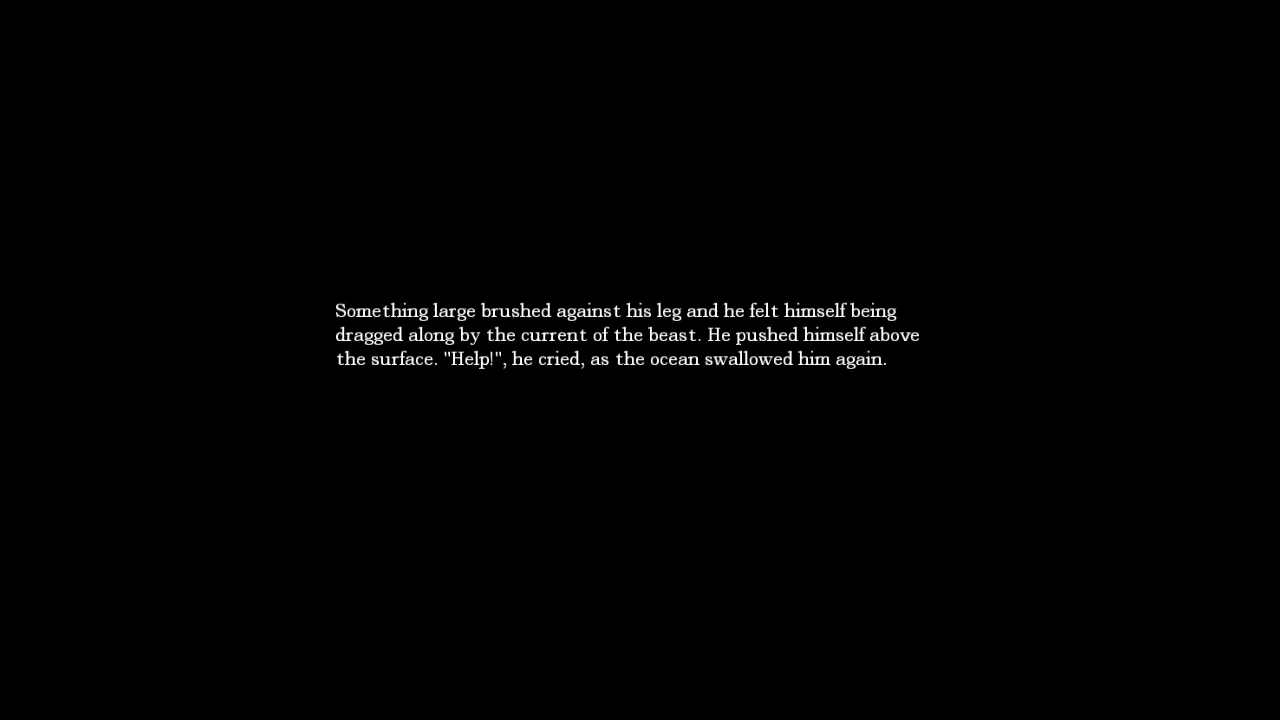 Something large brushed against his leg and he felt himself being
dragged along by the current of the beast. He pushed himself above
the surface. "Help!", he cried, as the ocean swallowed him again.